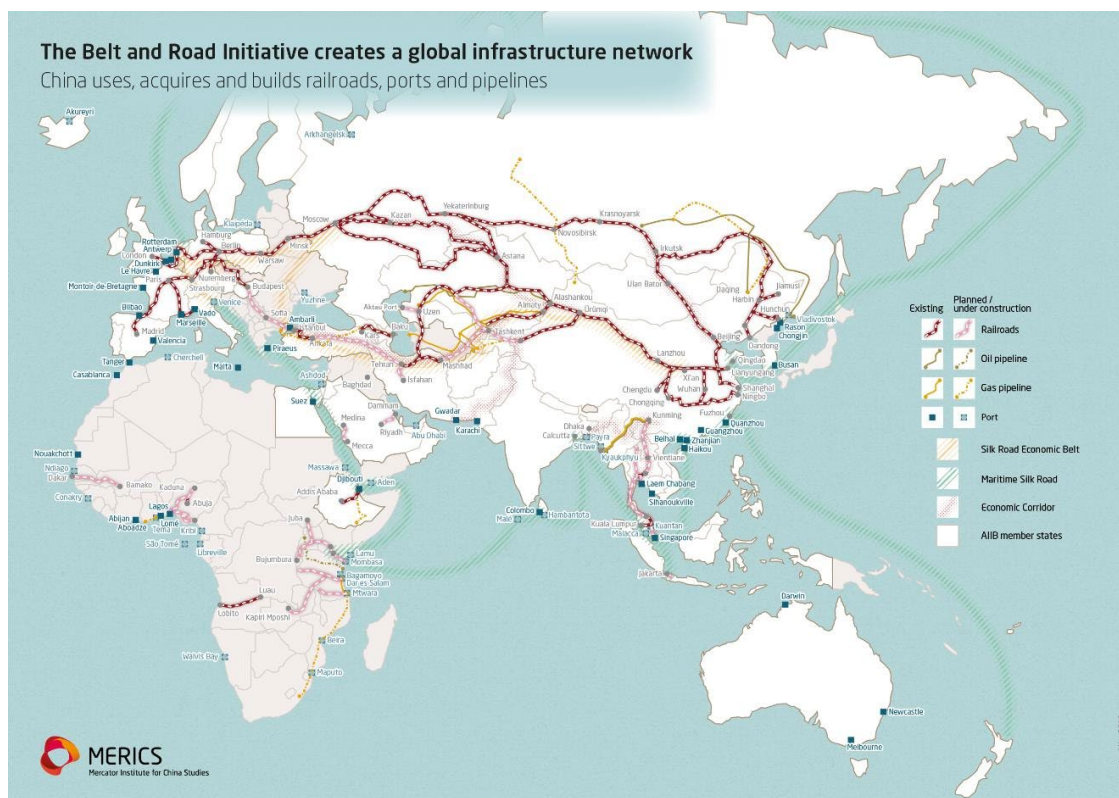 The Belt and Road Initiative creates a global infrastructure network
China uses, acquires and builds railroads, ports and pipelines
Akureyri
Arkhangelsk
Klaipeda
Hamburg
Rotterdam
Antwerp
London
Dunkirk
Le Havre
Paris
Berlin
Warsaw
Minsk
Moscow
Kazan
Yekaterinburg
Novosibirsk
Krasnoyarsk
Irkutsk
Astana
Ulan Bator
Montoir-de-Bretagne
Nuremberg
Strasbourg
Budapest
Venice
Bilbao
Madrid
Vado
Marseille
Valencia
Sofia
Yuzhne
Ambarli
Istanbul
Ankara
Kars
Baku
Aktau Port
Uzen
Almaty
Alashankou
Ürümqi
Tashkent
Daqing
Harbin
Jiamusi
Hunchun
Vladivostok
Rason
Chongjin
Dandong
Beijing
Tanger
Casablanca
Cherchell
Malta
Piraeus
Tehran
Mashhad
Isfahan
Lanzhou
Xi'an
Qingdao
Lianyungang
Busan
Ashdod
Baghdad
Suez
Chengdu
Wuhan
Chongqing
Shanghai
Ningbo
Medina
Dammam
Riyadh
Mecca
Abu Dhabi
Gwadar
Karachi
Dhaka
Calcutta
Payra
Sittwe
Kyaukphyu
Kunming
Fuzhou
Quanzhou
Guangzhou
Beihai
Zhanjian
Haikou
Vientiane
Nouakchott
Ndiago
Dakar
Bamako
Conakry
Kaduna
Abuja
Lagos
Abijan
Lomé
Aboadze
Tema
Kribi
São Tomé
Libreville
Massawa
Djibouti
Aden
Addis Ababa
Colombo
Hambantota
Malé
Laem Chabang
Sihanoukville
Kuala Lumpur
Kuantan
Malacca
Singapore
Jakarta
Juba
Bujumbura
Lamu
Mombasa
Bagamoyo
Dar es Salam
Mtwara
Luau
Lobito
Kapiri Mposhi
Beira
Walvis Bay
Maputo
Darwin
Newcastle
Melbourne
Existing
Planned /
under construction
Railroads
Oil pipeline
Gas pipeline
Port
Silk Road Economic Belt
Maritime Silk Road
Economic Corridor
AIIB member states
MERICS
Mercator Institute for China Studies